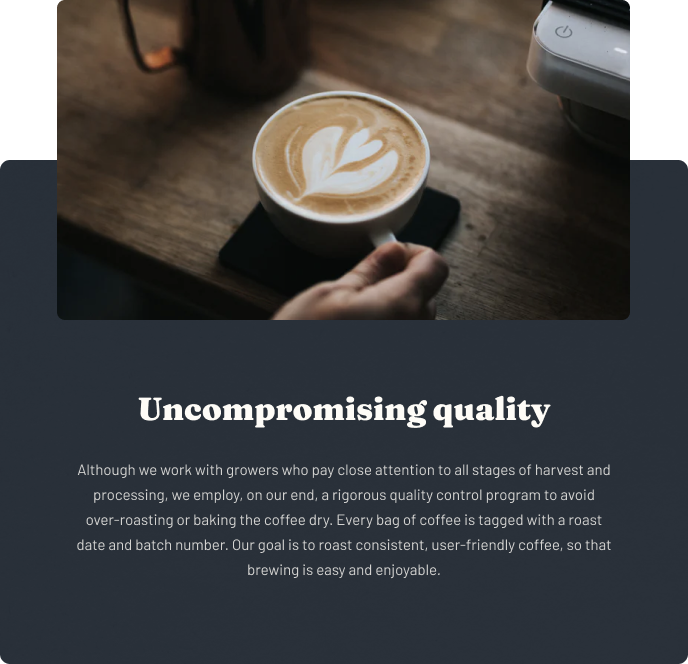 Uncompromising quality
Although we work with growers who pay close attention to all stages of harvest and
processing, we employ, on our end, a rigorous quality control program to avoid
over-roasting or baking the coffee dry. Every bag of coffee is tagged with a roast
date and batch number. Our goal is to roast consistent, user-friendly coffee, so that
brewing is easy and enjoyable.